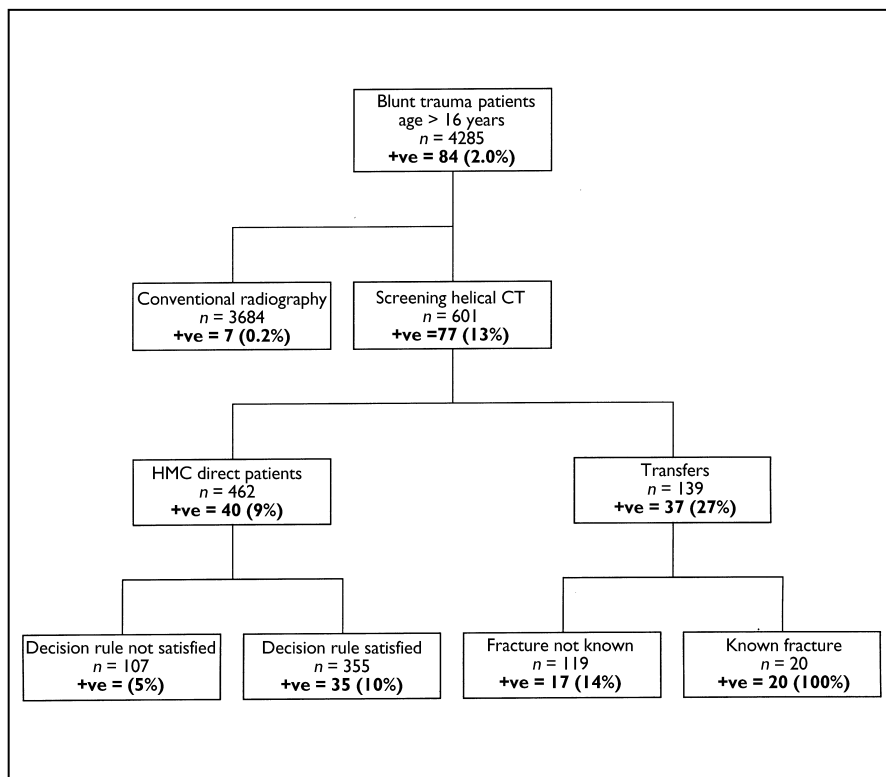 Blunt trauma patients
age > 16 years
n = 4285
+ve = 84 (2.0%)
Conventional radiography
n = 3684
+ve = 7 (0.2%)
Screening helical CT
n = 601
+ve =77 (13%)
HMC direct patients
n = 462
+ve = 40 (9%)
Transfers
n = 139
+ve = 37 (27%)
Decision rule not satisfied
n = 107
+ve = (5%)
Decision rule satisfied
n = 355
+ve = 35 (10%)
Fracture not known
n = 119
+ve = 17 (14%)
Known fracture
n = 20
+ve = 20 (100%)